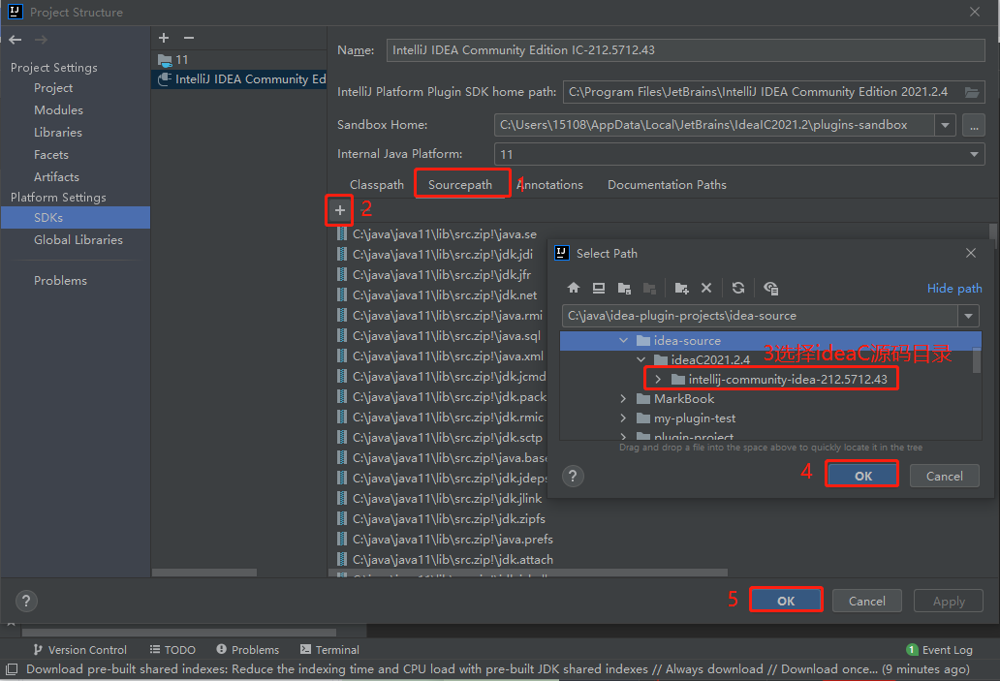 Project Structure
Project Settings
Project
Modules
Libraries
Facets
Artifacts
Platform Settings
SDKs
Global Libraries
Problems
11
IntelliJ IDEA Community Ed
Name:
IntelliJ IDEA Community Edition IC-212.5712.43
IntelliJ Platform Plugin SDK home path:
C:\Program Files\JetBrains\IntelliJ IDEA Community Edition 2021.2.4
Sandbox Home:
C:\Users\15108\AppData\Local\JetBrains\IdeaIC2021.2\plugins-sandbox
...
Internal Java Platform:
11
Classpath
Sourcepath
1
Annotations
Documentation Paths
2
C:\java\java11\lib\src.zip!\java.se
C:\java\java11\lib\src.zip!\jdk.jdi
C:\java\java11\lib\src.zip!\jdk.jfr
C:\java\java11\lib\src.zip!\jdk.net
C:\java\java11\lib\src.zip!\java.rmi
C:\java\java11\lib\src.zip!\java.sql
C:\java\java11\lib\src.zip!\java.xml
C:\java\java11\lib\src.zip!\jdk.jcmd
C:\java\java11\lib\src.zip!\jdk.pack
C:\java\java11\lib\src.zip!\jdk.rmic
C:\java\java11\lib\src.zip!\jdk.sctp
C:\java\java11\lib\src.zip!\java.base
C:\java\java11\lib\src.zip!\jdk.jdeps
C:\java\java11\lib\src.zip!\jdk.jlink
C:\java\java11\lib\src.zip!\jdk.zipfs
C:\java\java11\lib\src.zip!\java.prefs
C:\java\java11\lib\src.zip!\jdk.attach
Select Path
Hide path
C:\java\idea-plugin-projects\idea-source
idea-source
ideaC2021.2.4
3选择ideaC源码目录
intellij-community-idea-212.5712.43
MarkBook
my-plugin-test
plugin-project
Drag and drop a file into the space above to quickly locate it in the tree
?
4
OK
Cancel
?
5
OK
Cancel
Apply
Version Control
TODO
Problems
Terminal
1
Event Log
Download pre-built shared indexes: Reduce the indexing time and CPU load with pre-built JDK shared indexes // Always download // Download once... (9 minutes ago)